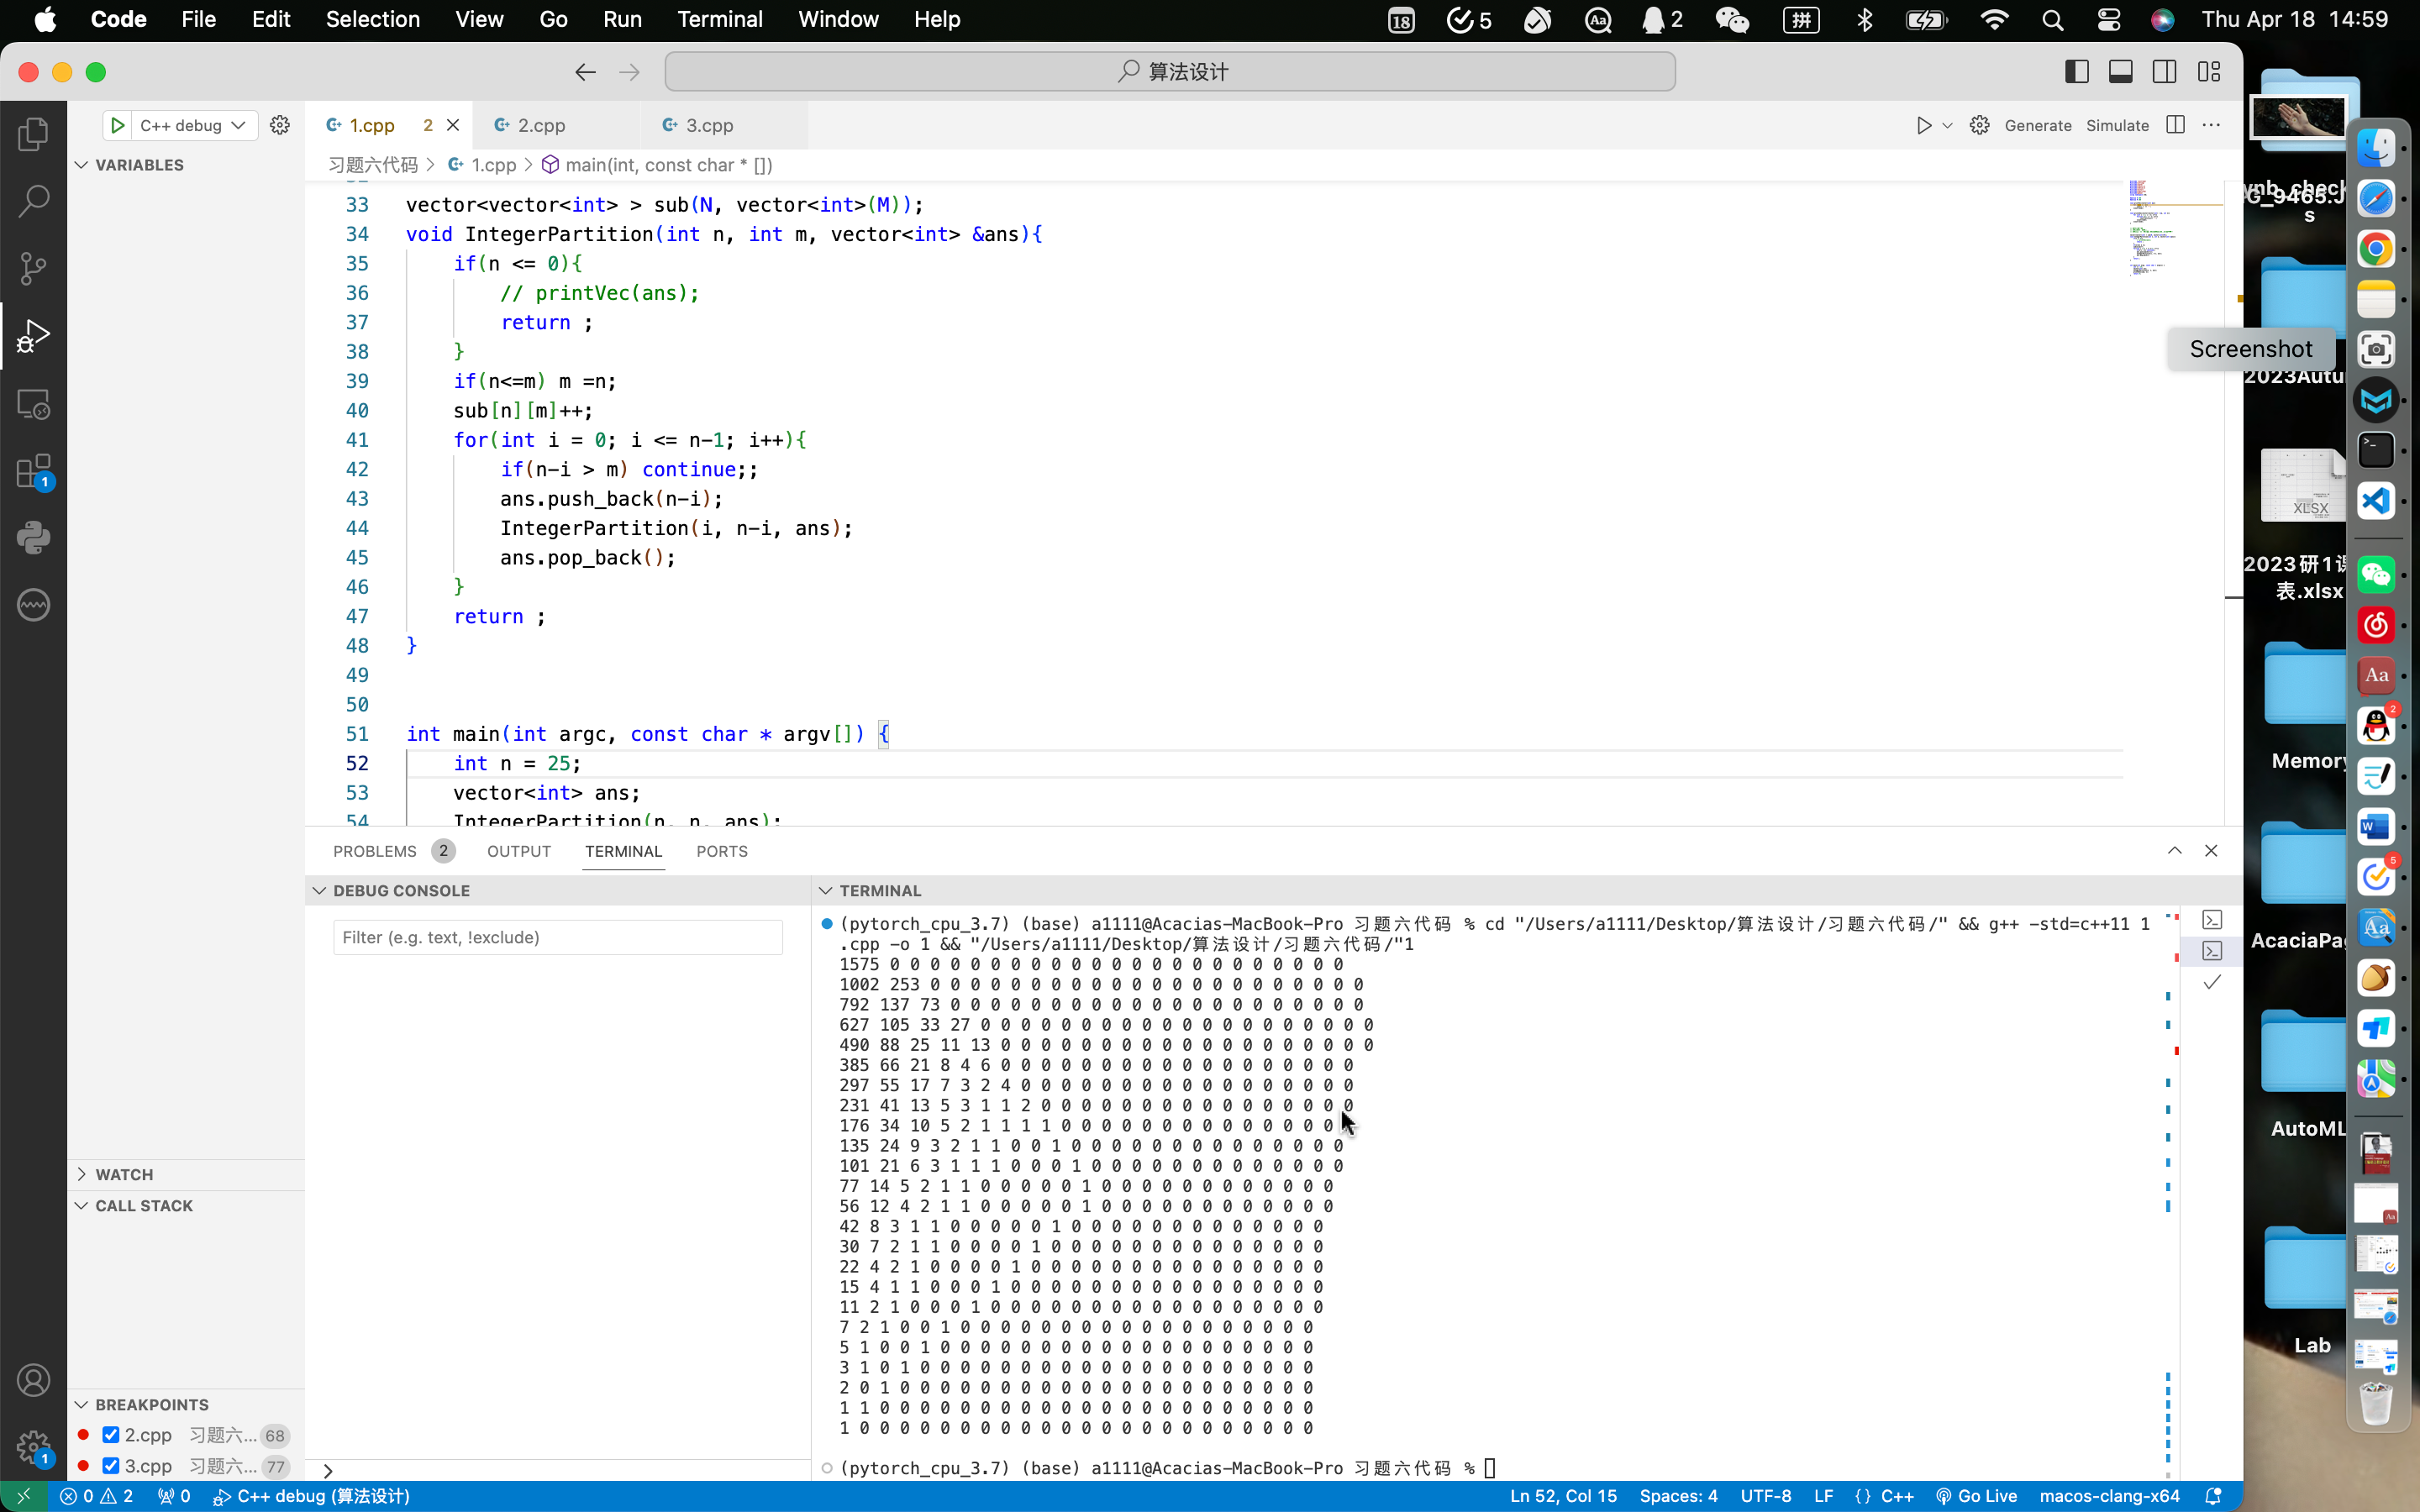 Code File Edit Selection View Go Run Terminal Window Help 18 5 Aa 2 拼 Thu Apr 18 14:59
算法设计
C++ debug
1.cpp 2
2.cpp
3.cpp
Generate Simulate
VARIABLES
习题六代码 > 1.cpp > main(int, const char * [])
33 vector<vector<int> > sub(N, vector<int>(M));
34 void IntegerPartition(int n, int m, vector<int> &ans){
35 if(n <= 0){
36 // printVec(ans);
37 return ;
38 }
39 if(n<=m) m =n;
40 sub[n][m]++;
41 for(int i = 0; i <= n-1; i++){
42 if(n-i > m) continue;;
43 ans.push_back(n-i);
44 IntegerPartition(i, n-i, ans);
45 ans.pop_back();
46 }
47 return ;
48 }
49
50
51 int main(int argc, const char * argv[]) {
52 int n = 25;
53 vector<int> ans;
54 IntegerPartition(n, n, ans);
PROBLEMS 2 OUTPUT TERMINAL PORTS
DEBUG CONSOLE
Filter (e.g. text, !exclude)
TERMINAL
(pytorch_cpu_3.7) (base) a1111@Acacias-MacBook-Pro 习题六代码 % cd "/Users/a1111/Desktop/算法设计/习题六代码/" && g++ -std=c++11 1
.cpp -o 1 && "/Users/a1111/Desktop/算法设计/习题六代码/"1
1575 0 0 0 0 0 0 0 0 0 0 0 0 0 0 0 0 0 0 0 0 0 0 0
1002 253 0 0 0 0 0 0 0 0 0 0 0 0 0 0 0 0 0 0 0 0 0 0
792 137 73 0 0 0 0 0 0 0 0 0 0 0 0 0 0 0 0 0 0 0 0 0
627 105 33 27 0 0 0 0 0 0 0 0 0 0 0 0 0 0 0 0 0 0 0 0
490 88 25 11 13 0 0 0 0 0 0 0 0 0 0 0 0 0 0 0 0 0 0 0
385 66 21 8 4 6 0 0 0 0 0 0 0 0 0 0 0 0 0 0 0 0 0 0
297 55 17 7 3 2 4 0 0 0 0 0 0 0 0 0 0 0 0 0 0 0 0 0
231 41 13 5 3 1 1 2 0 0 0 0 0 0 0 0 0 0 0 0 0 0 0 0
176 34 10 5 2 1 1 1 1 0 0 0 0 0 0 0 0 0 0 0 0 0 0
135 24 9 3 2 1 1 0 0 1 0 0 0 0 0 0 0 0 0 0 0 0 0 0
101 21 6 3 1 1 1 0 0 0 1 0 0 0 0 0 0 0 0 0 0 0 0 0
77 14 5 2 1 1 0 0 0 0 0 1 0 0 0 0 0 0 0 0 0 0 0 0
56 12 4 2 1 1 0 0 0 0 0 1 0 0 0 0 0 0 0 0 0 0 0 0
42 8 3 1 1 0 0 0 0 0 1 0 0 0 0 0 0 0 0 0 0 0 0 0
30 7 2 1 1 0 0 0 0 1 0 0 0 0 0 0 0 0 0 0 0 0 0 0
22 4 2 1 0 0 0 0 1 0 0 0 0 0 0 0 0 0 0 0 0 0 0 0
15 4 1 1 0 0 0 1 0 0 0 0 0 0 0 0 0 0 0 0 0 0 0 0
11 2 1 0 0 0 1 0 0 0 0 0 0 0 0 0 0 0 0 0 0 0 0 0
7 2 1 0 0 1 0 0 0 0 0 0 0 0 0 0 0 0 0 0 0 0 0 0
5 1 0 0 1 0 0 0 0 0 0 0 0 0 0 0 0 0 0 0 0 0 0 0
3 1 0 1 0 0 0 0 0 0 0 0 0 0 0 0 0 0 0 0 0 0 0 0
2 0 1 0 0 0 0 0 0 0 0 0 0 0 0 0 0 0 0 0 0 0 0 0
1 1 0 0 0 0 0 0 0 0 0 0 0 0 0 0 0 0 0 0 0 0 0 0
1 0 0 0 0 0 0 0 0 0 0 0 0 0 0 0 0 0 0 0 0 0 0 0
(pytorch_cpu_3.7) (base) a1111@Acacias-MacBook-Pro 习题六代码 %
WATCH
CALL STACK
BREAKPOINTS
2.cpp 习题六... 68
3.cpp 习题六... 77
0 2 0 C++ debug (算法设计)
Ln 52, Col 15 Spaces: 4 UTF-8 LF {} C++ Go Live macos-clang-x64
Screenshot
XLSX
2023研1课
表.xlsx
Memory
AutoML
Lab